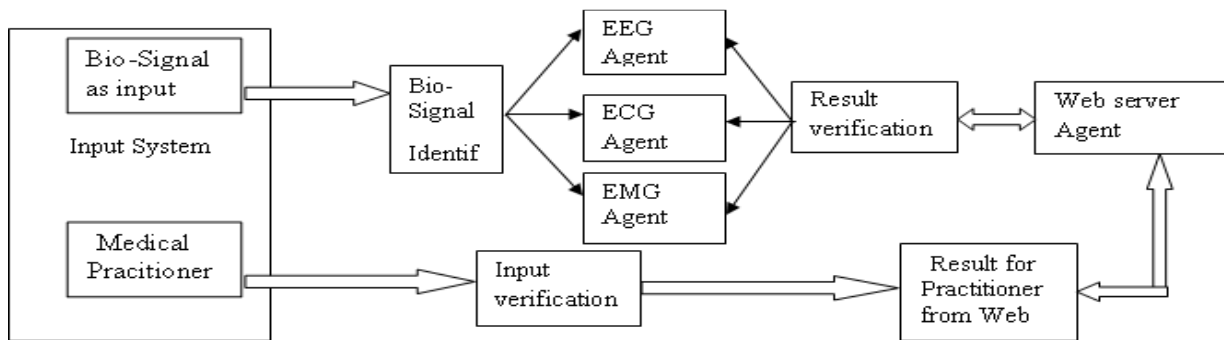 Bio-Signal
as input
Input System
Medical
Pracitioner
Bio-
Signal
Identif
EEG
Agent
ECG
Agent
EMG
Agent
Result
verification
Web server
Agent
Input
verification
Result for
Practitioner
from Web